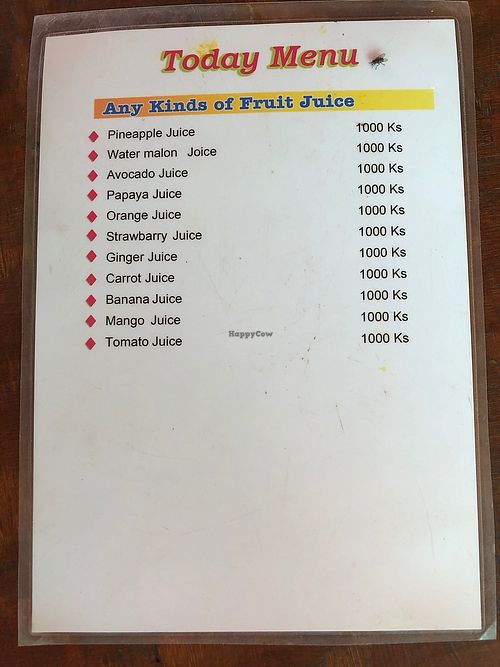 Today Menu
Any Kinds of Fruit Juice
Pineapple Juice 1000 Ks
Water malon Joice 1000 Ks
Avocado Juice 1000 Ks
Papaya Juice 1000 Ks
Orange Juice 1000 Ks
Strawbarry Juice 1000 Ks
Ginger Juice 1000 Ks
Carrot Juice 1000 Ks
Banana Juice 1000 Ks
Mango Juice 1000 Ks
Tomato Juice 1000 Ks
HappyCow